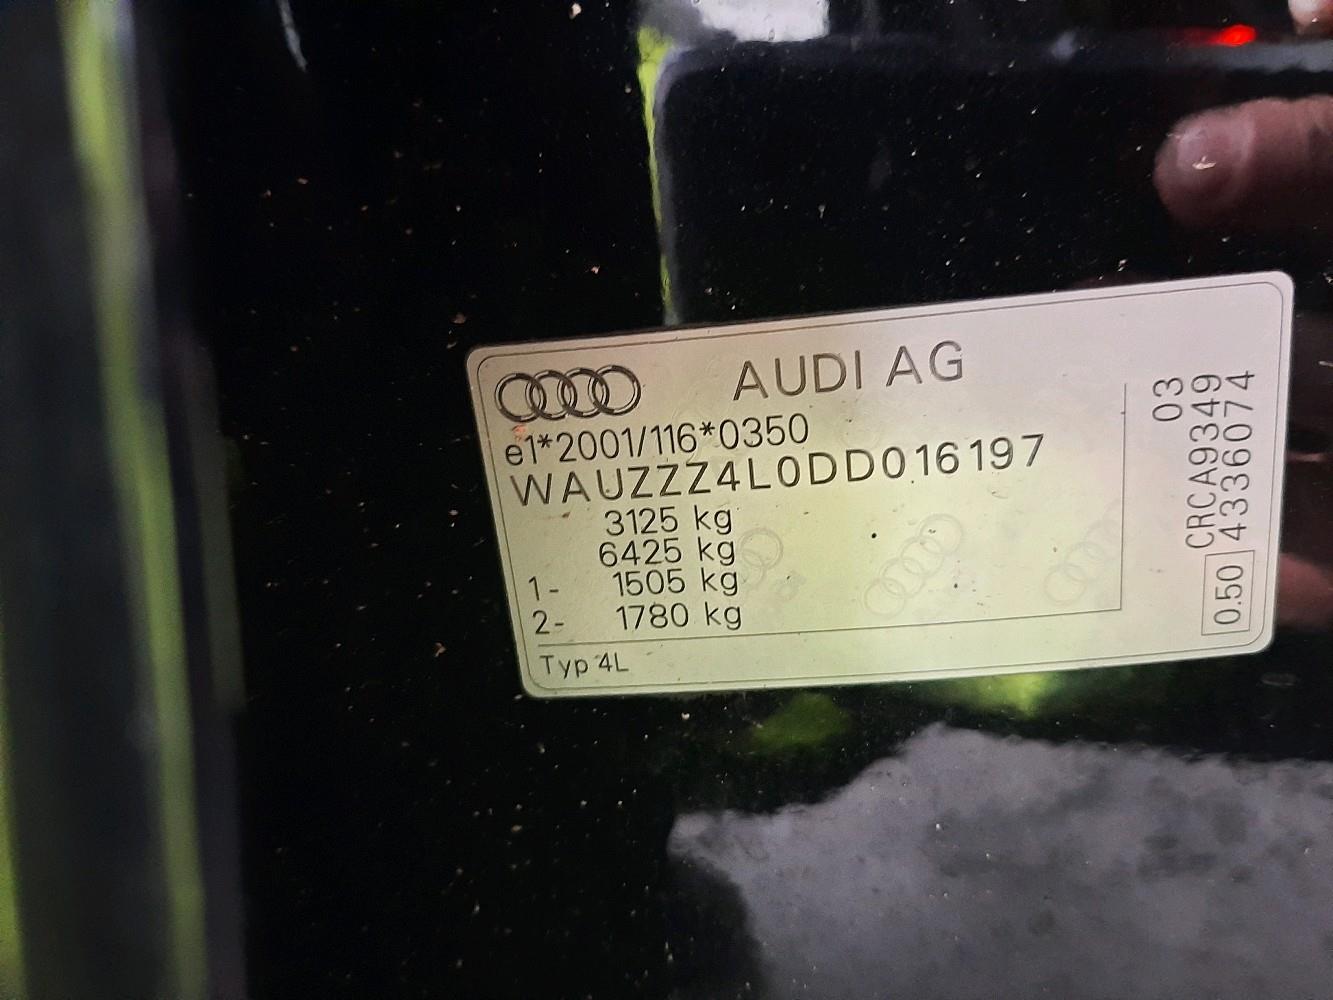 AUDI AG
e1*2001/116*0350
WAUZZZ4L0DD016197
3125 kg
6425 kg
1- 1505 kg
2- 1780 kg
Typ 4L
03
CRCA9349
0.50 4336074